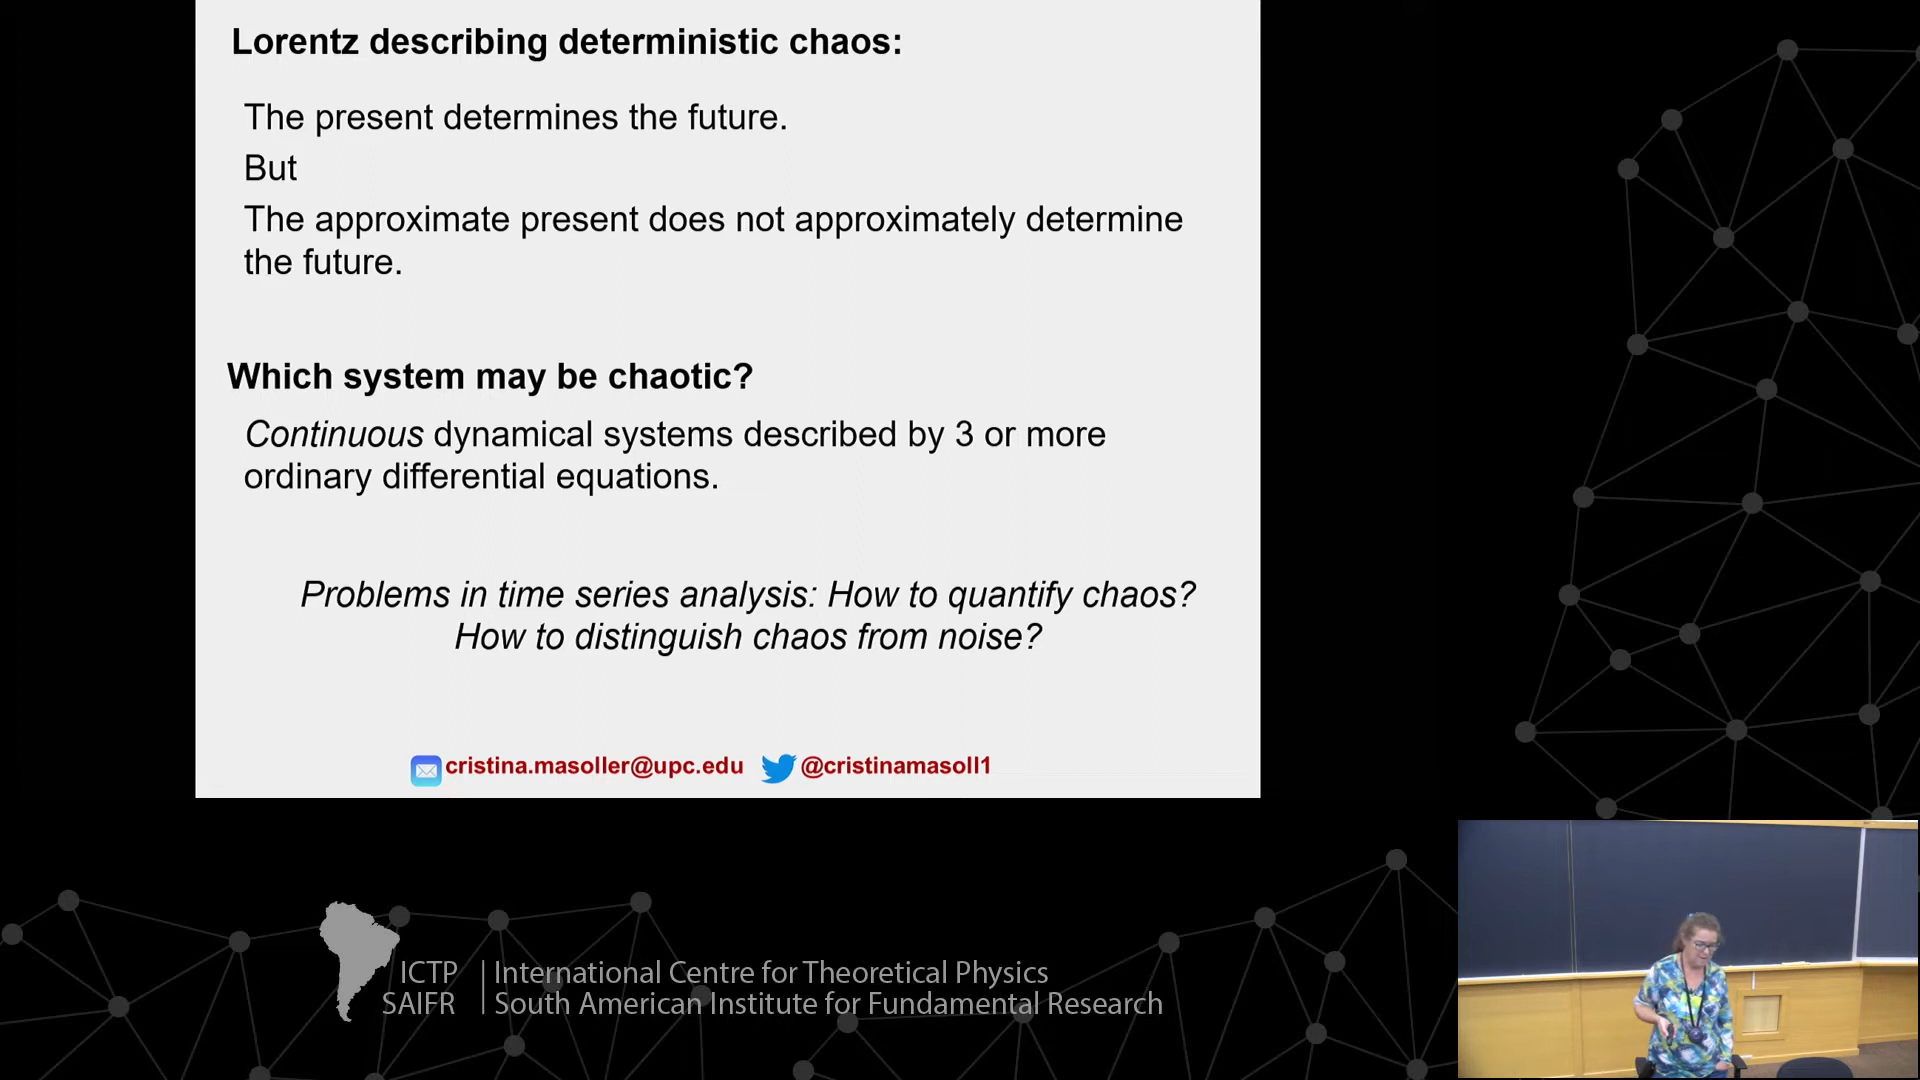 Lorentz describing deterministic chaos:
The present determines the future.
But
The approximate present does not approximately determine
the future.
Which system may be chaotic?
Continuous dynamical systems described by 3 or more
ordinary differential equations.
Problems in time series analysis: How to quantify chaos?
How to distinguish chaos from noise?
cristina.masoller@upc.edu @cristinamasoll1
ICTP International Centre for Theoretical Physics
SAIFR South American Institute for Fundamental Research